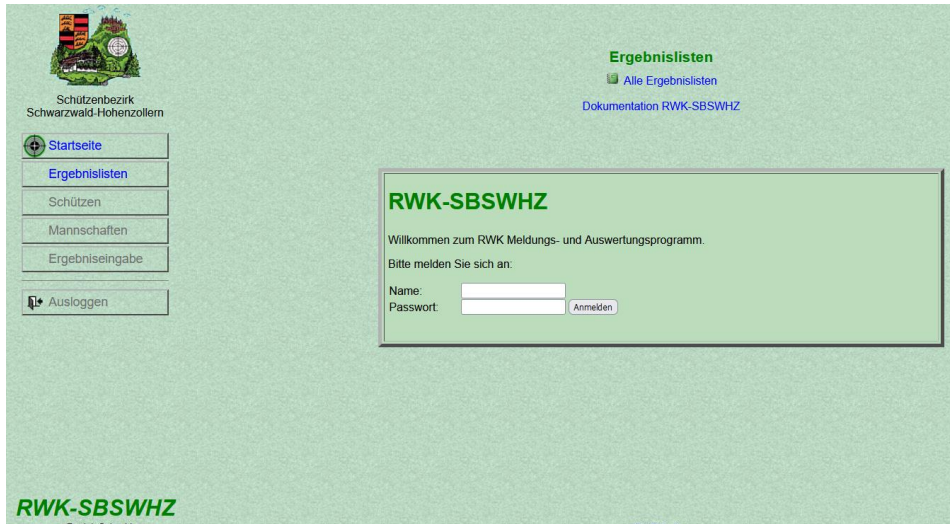 Schützenbezirk
Schwarzwald-Hohenzollern
Startseite
Ergebnislisten
Schützen
Mannschaften
Ergebniseingabe
Ausloggen
RWK-SBSWHZ
Ergebnislisten
Alle Ergebnislisten
Dokumentation RWK-SBSWHZ
RWK-SBSWHZ
Willkommen zum RWK Meldungs- und Auswertungsprogramm.
Bitte melden Sie sich an:
Name:
Passwort: Anmelden